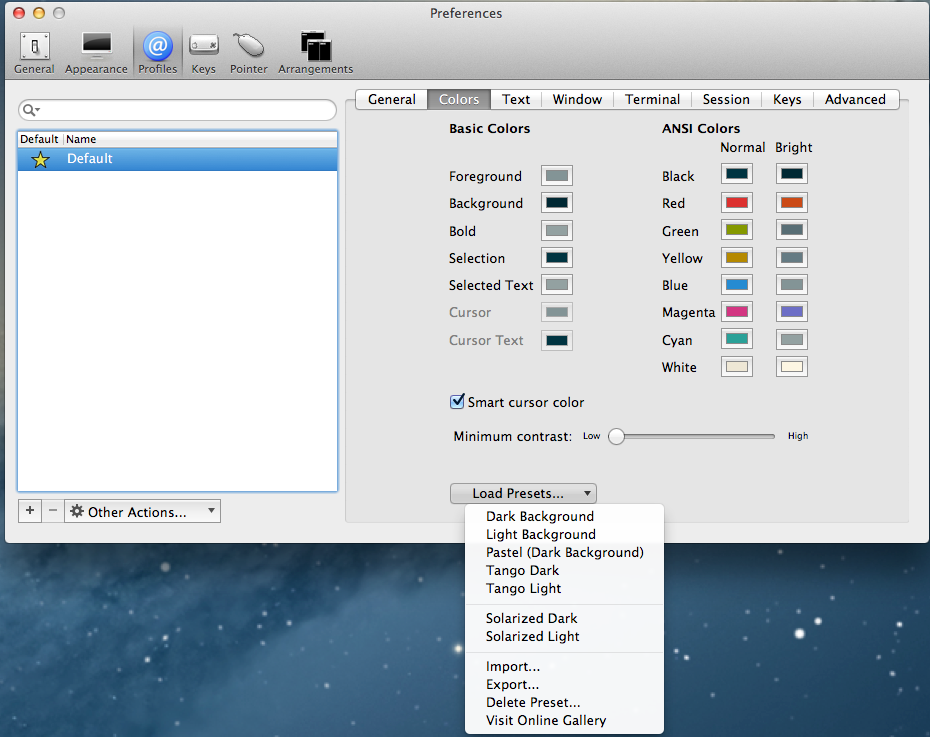 Preferences
General Appearance Profiles Keys Pointer Arrangements
General Colors Text Window Terminal Session Keys Advanced
Default Name
Default
Basic Colors
Foreground
Background
Bold
Selection
Selected Text
Cursor
Cursor Text
ANSI Colors
Normal Bright
Black
Red
Green
Yellow
Blue
Magenta
Cyan
White
Smart cursor color
Minimum contrast: Low High
Load Presets...
Dark Background
Light Background
Pastel (Dark Background)
Tango Dark
Tango Light
Solarized Dark
Solarized Light
Import...
Export...
Delete Preset...
Visit Online Gallery
+ − Other Actions...